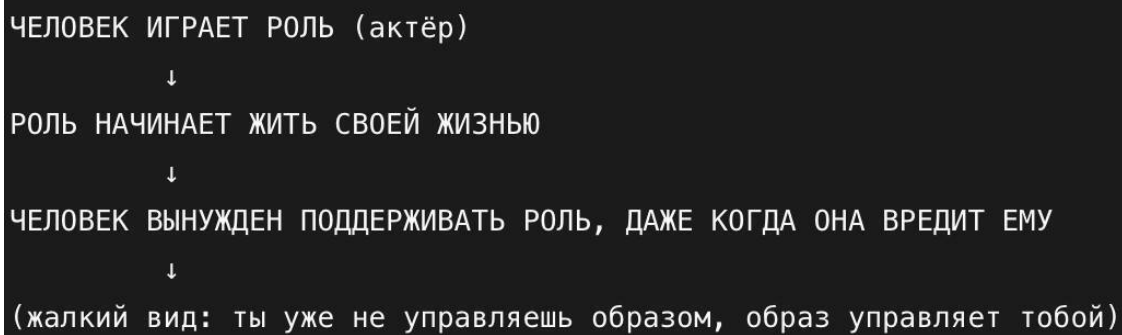 ЧЕЛОВЕК ИГРАЕТ РОЛЬ (актёр)
↓
РОЛЬ НАЧИНАЕТ ЖИТЬ СВОЕЙ ЖИЗНЬЮ
↓
ЧЕЛОВЕК ВЫНУЖДЕН ПОДДЕРЖИВАТЬ РОЛЬ, ДАЖЕ КОГДА ОНА ВРЕДИТ ЕМУ
↓
(жалкий вид: ты уже не управляешь образом, образ управляет тобой)